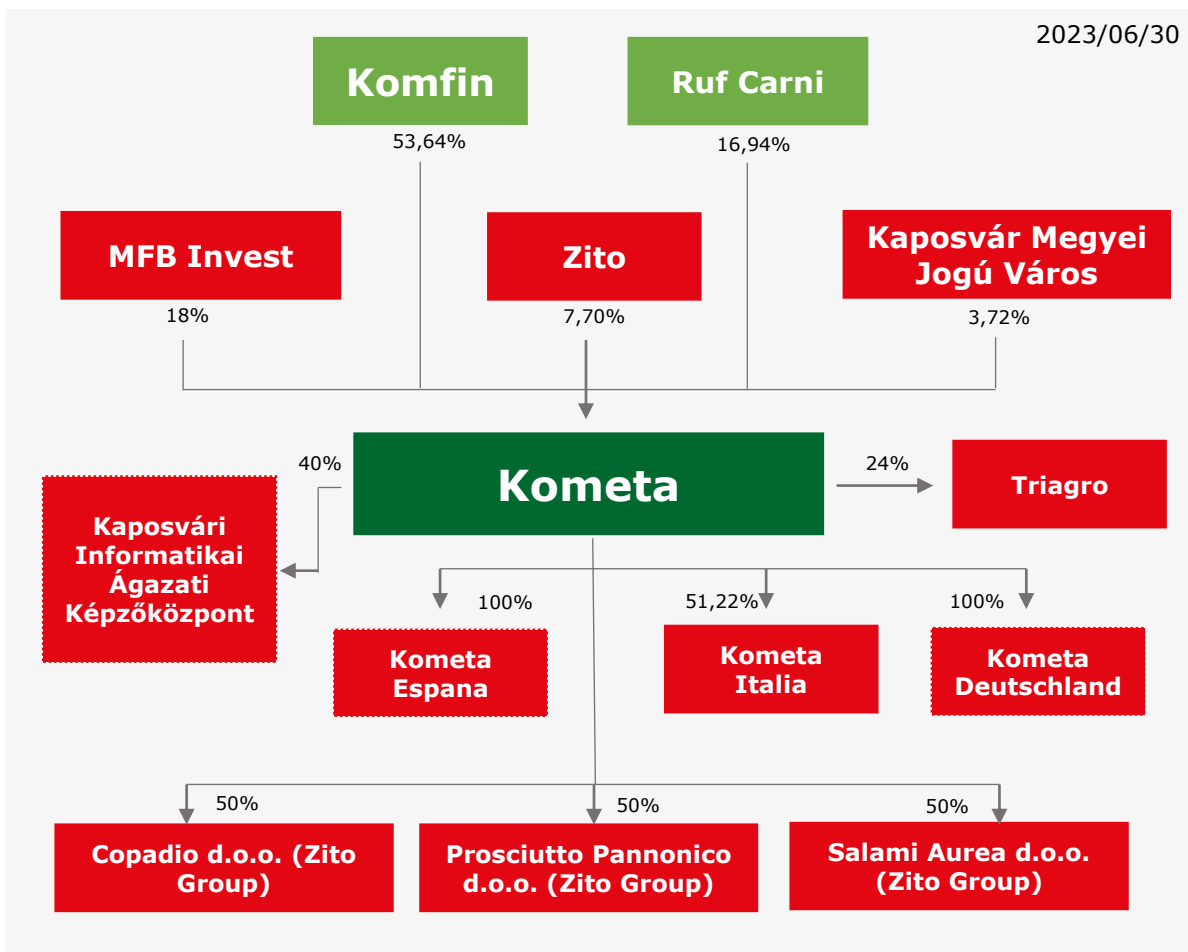 2023/06/30
Komfin
Ruf Carni
53,64%
16,94%
MFB Invest
Zito
Kaposvár Megyei
Jogú Város
18%
7,70%
3,72%
Kometa
40%
24%
Triagro
Kaposvári
Informatikai
Ágazati
Képzőközpont
100%
51,22%
100%
Kometa
Espana
Kometa
Italia
Kometa
Deutschland
50%
50%
50%
Copadio d.o.o. (Zito
Group)
Prosciutto Pannonico
d.o.o. (Zito Group)
Salami Aurea d.o.o.
(Zito Group)